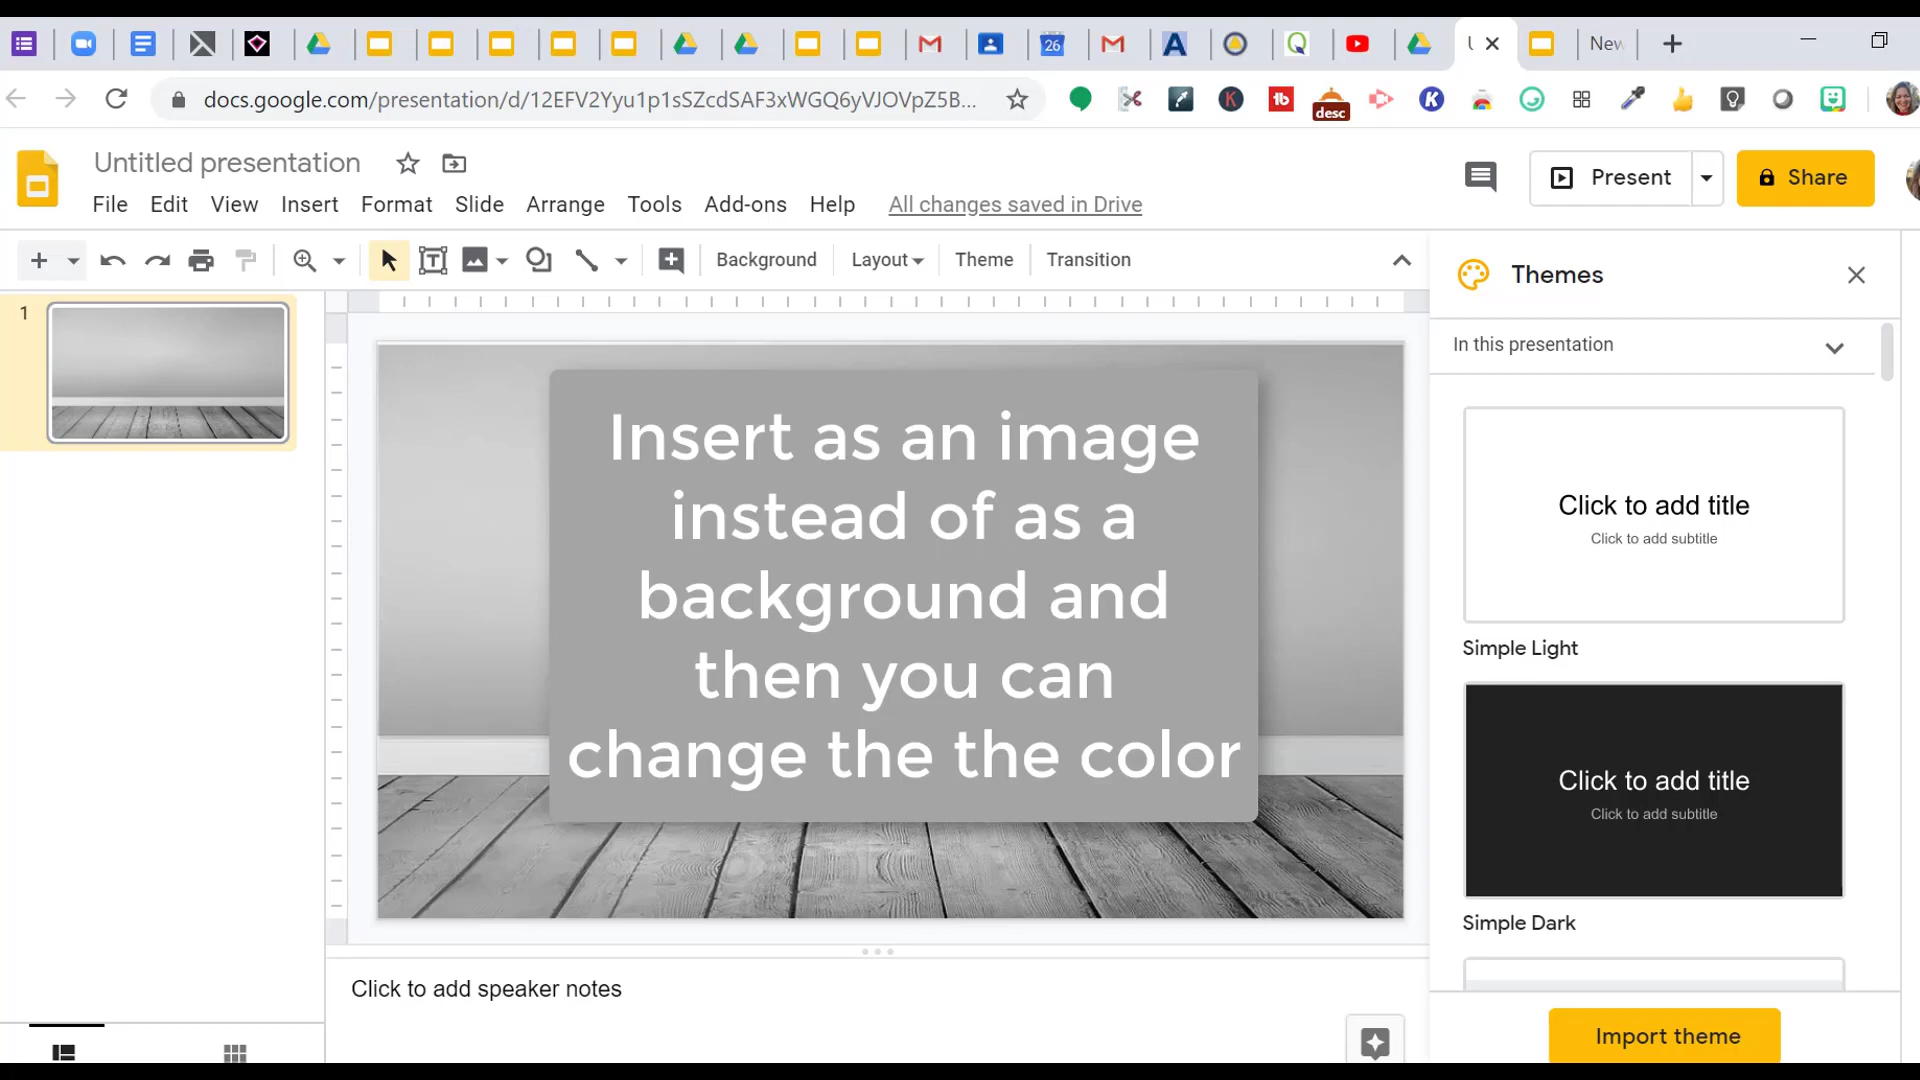 26
U
New
docs.google.com/presentation/d/12EFV2Yyu1p1sSZcdSAF3xWGQ6yVJOVpZ5B...
tb
desc
K
K
Untitled presentation
Present
Share
File Edit View Insert Format Slide Arrange Tools Add-ons Help All changes saved in Drive
Background Layout Theme Transition
Themes
1
In this presentation
Insert as an image
instead of as a
background and
then you can
change the the color
Click to add title
Click to add subtitle
Simple Light
Click to add title
Click to add subtitle
Simple Dark
Click to add speaker notes
Import theme